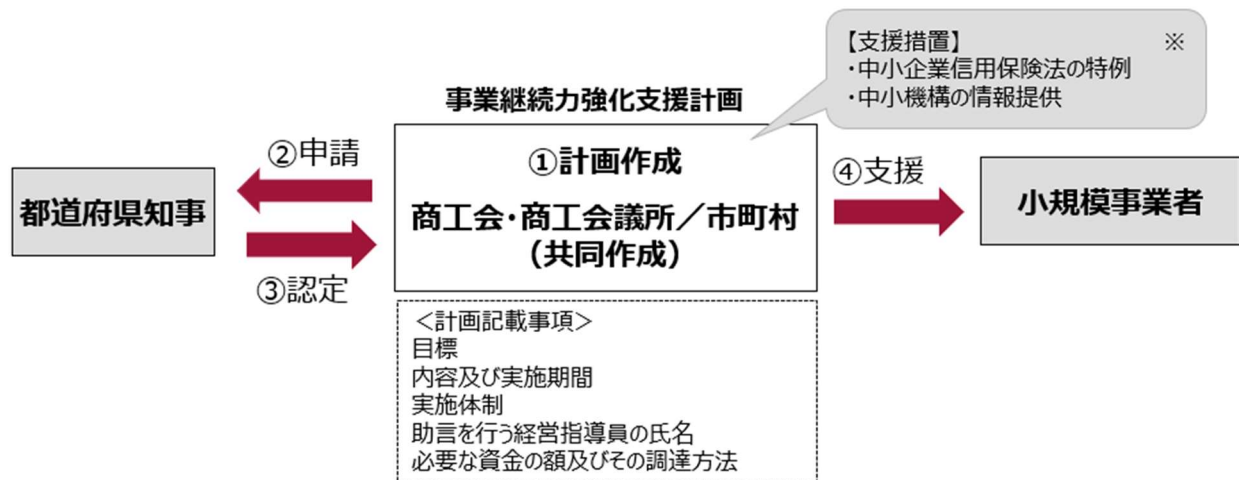 【支援措置】 ※
・中小企業信用保険法の特例
・中小機構の情報提供
事業継続力強化支援計画
②申請
①計画作成
④支援
都道府県知事
商工会・商工会議所／市町村
（共同作成）
小規模事業者
③認定
＜計画記載事項＞
目標
内容及び実施期間
実施体制
助言を行う経営指導員の氏名
必要な資金の額及びその調達方法